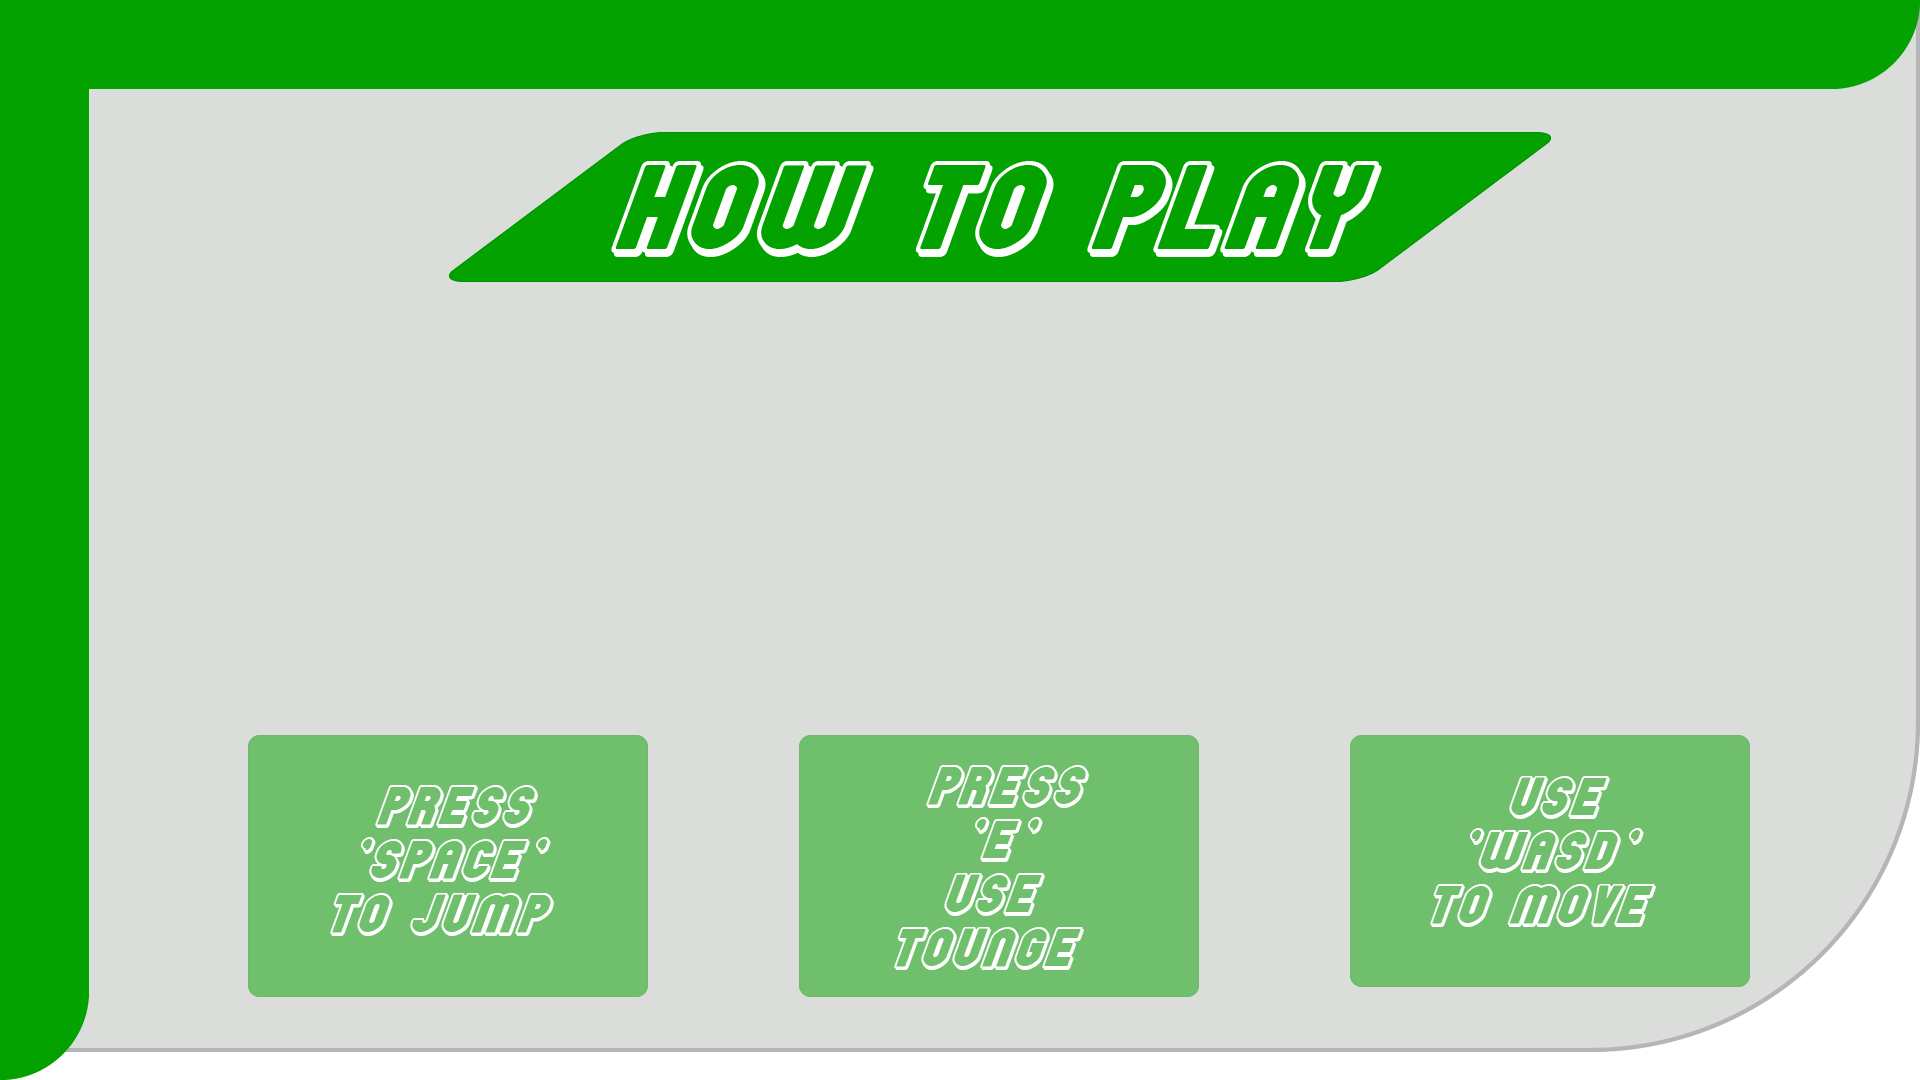 HOW TO PLAY
PRESS
'SPACE'
TO JUMP
PRESS
'E'
USE
TOUNGE
USE
'WASD'
TO MOVE